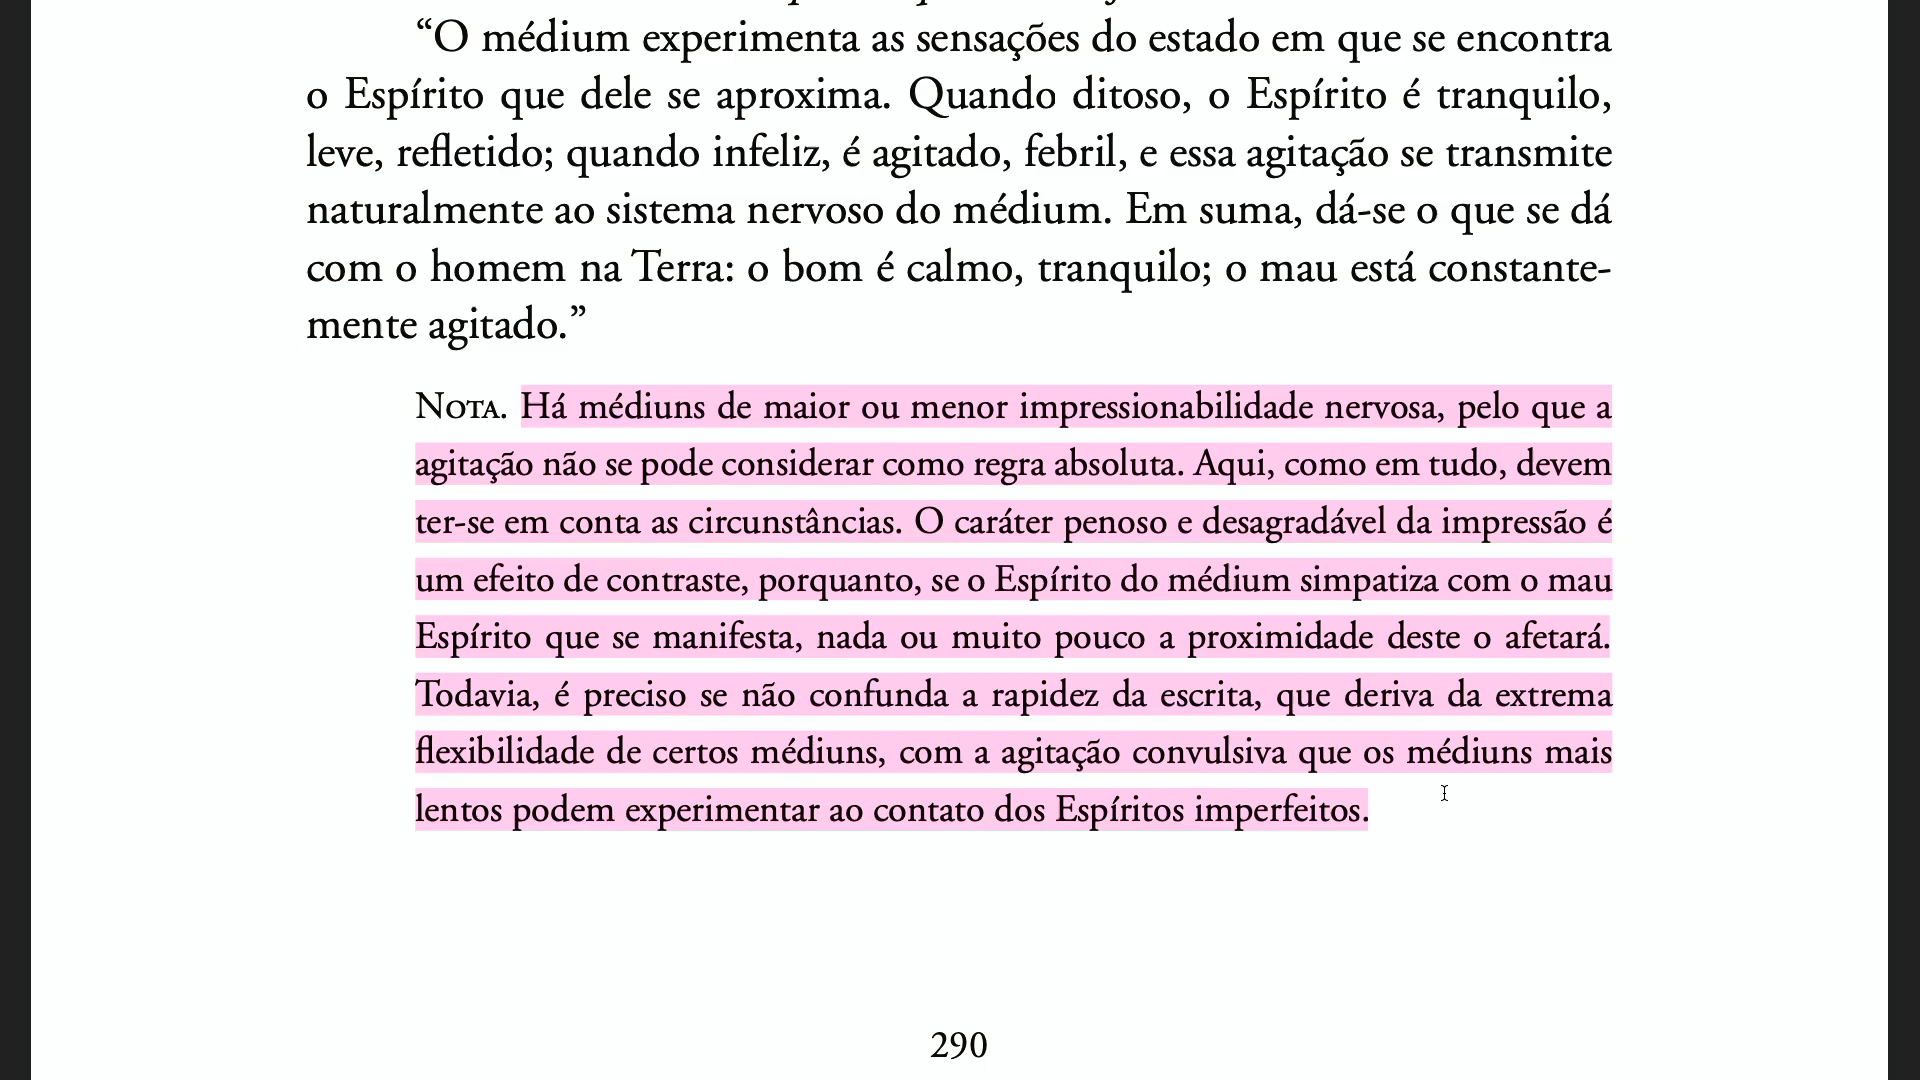 “O médium experimenta as sensações do estado em que se encontra
o Espírito que dele se aproxima. Quando ditoso, o Espírito é tranquilo,
leve, refletido; quando infeliz, é agitado, febril, e essa agitação se transmite
naturalmente ao sistema nervoso do médium. Em suma, dá-se o que se dá
com o homem na Terra: o bom é calmo, tranquilo; o mau está constante-
mente agitado.”
Nota. Há médiuns de maior ou menor impressionabilidade nervosa, pelo que a
agitação não se pode considerar como regra absoluta. Aqui, como em tudo, devem
ter-se em conta as circunstâncias. O caráter penoso e desagradável da impressão é
um efeito de contraste, porquanto, se o Espírito do médium simpatiza com o mau
Espírito que se manifesta, nada ou muito pouco a proximidade deste o afetará.
Todavia, é preciso se não confunda a rapidez da escrita, que deriva da extrema
flexibilidade de certos médiuns, com a agitação convulsiva que os médiuns mais
lentos podem experimentar ao contato dos Espíritos imperfeitos.
290